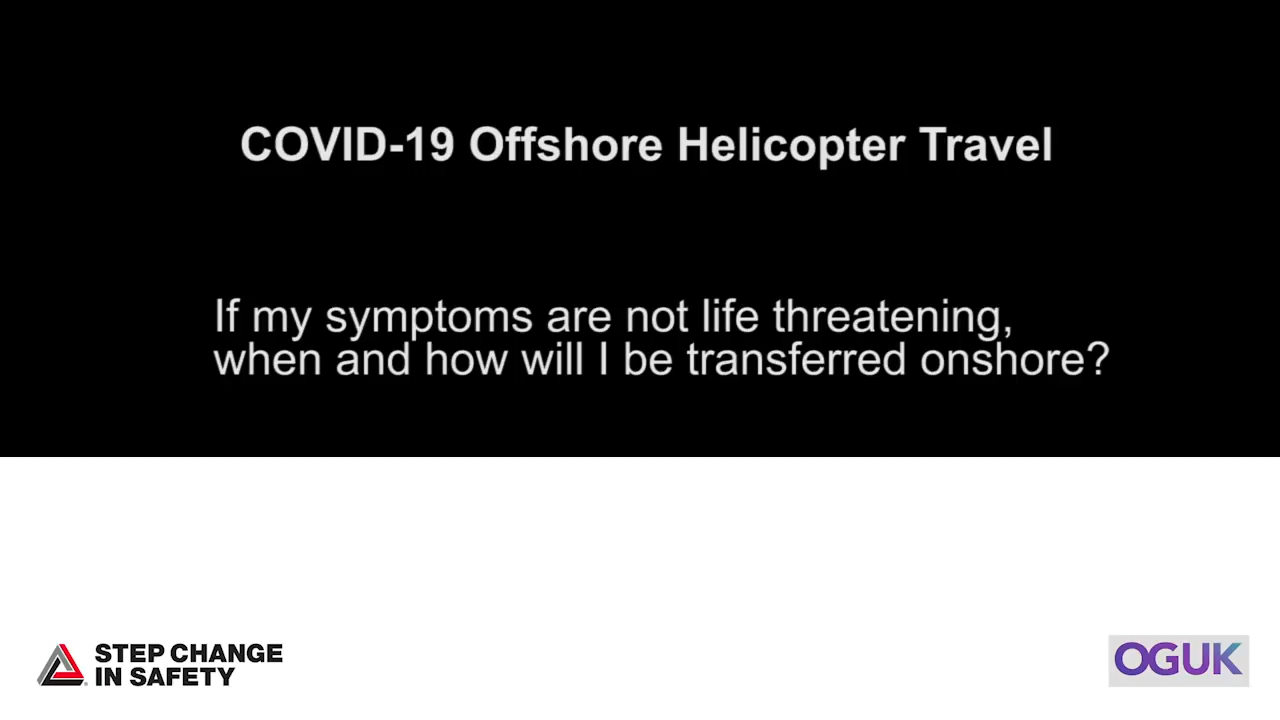 COVID-19 Offshore Helicopter Travel
If my symptoms are not life threatening,
when and how will I be transferred onshore?
STEP CHANGE
IN SAFETY
OGUK